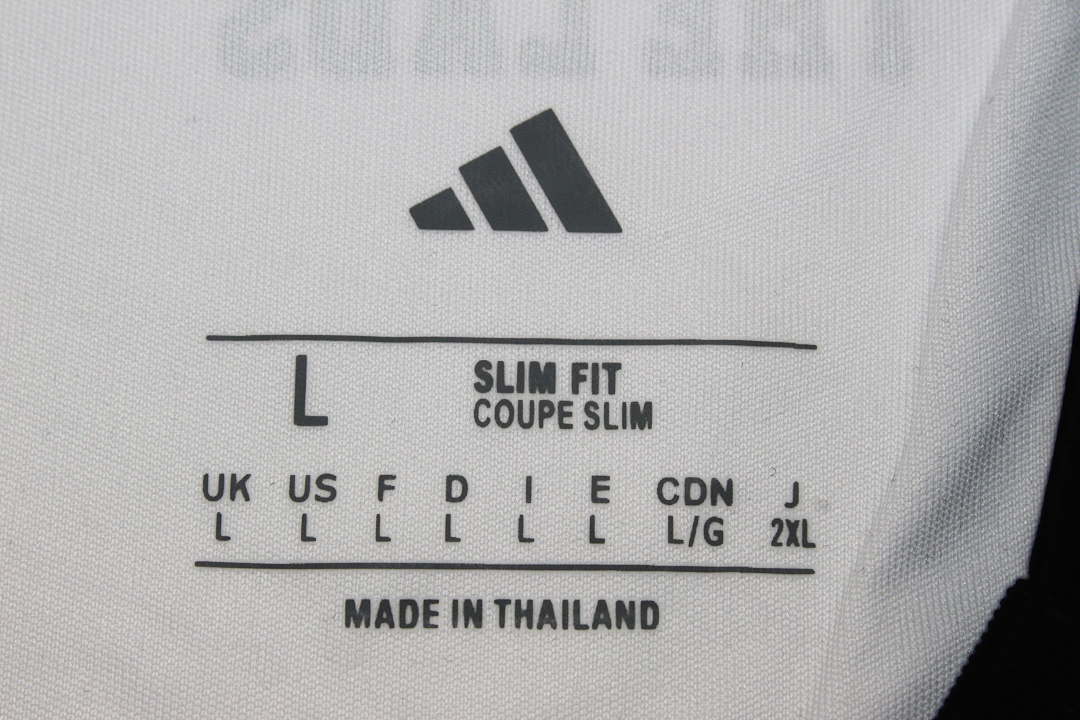 L
SLIM FIT
COUPE SLIM
UK US F D I E CDN J
L L L L L L L/G 2XL
MADE IN THAILAND